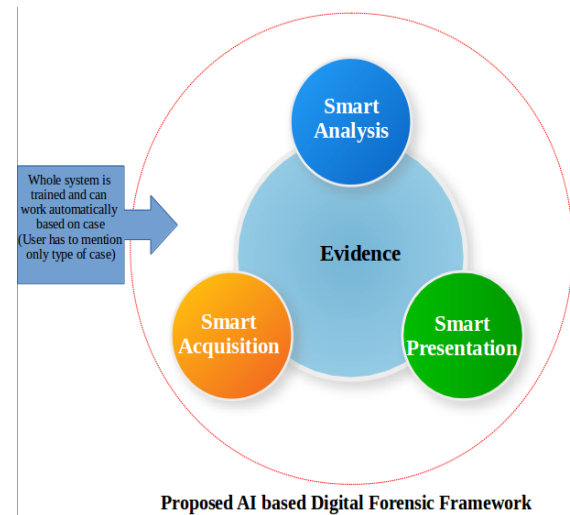 Smart
Analysis
Whole system is
trained and can
work automatically
based on case
(User has to mention
only type of case)
Evidence
Smart
Acquisition
Smart
Presentation
Proposed AI based Digital Forensic Framework